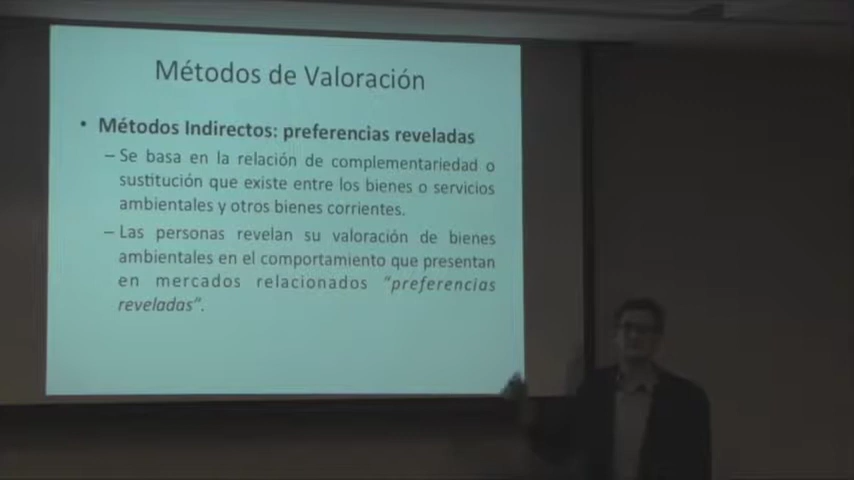 Métodos de Valoración
• Métodos Indirectos: preferencias reveladas
– Se basa en la relación de complementariedad o
sustitución que existe entre los bienes o servicios
ambientales y otros bienes corrientes.
– Las personas revelan su valoración de bienes
ambientales en el comportamiento que presentan
en mercados relacionados “preferencias
reveladas”.